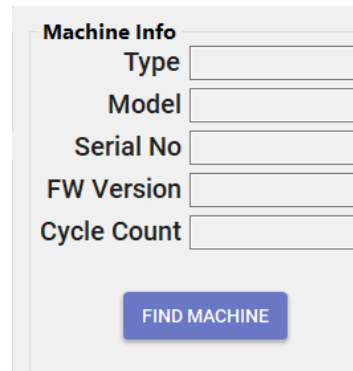 Machine Info
Type
Model
Serial No
FW Version
Cycle Count
FIND MACHINE